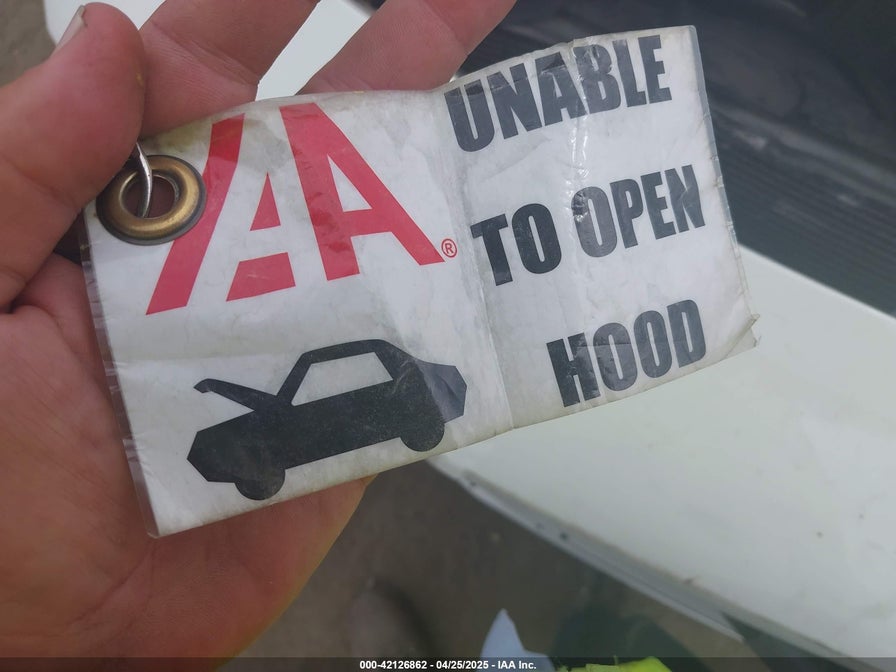 IAA®
UNABLE
TO OPEN
HOOD
000-42126862 - 04/25/2025 - IAA Inc.